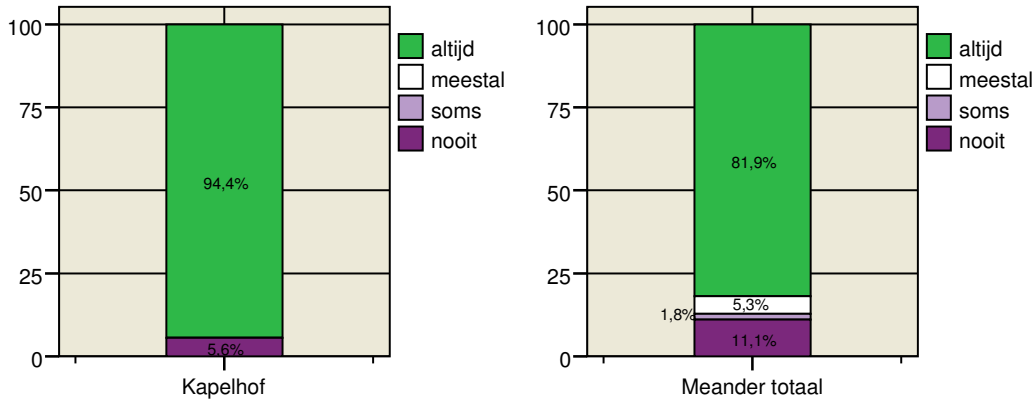 100
75
50
25
0
94,4%
5,6%
Kapelhof
altijd
meestal
soms
nooit
100
75
50
25
0
81,9%
5,3%
1,8%
11,1%
Meander totaal
altijd
meestal
soms
nooit